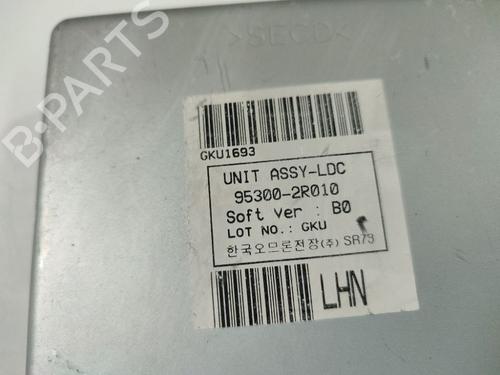 >SECD<
GKU1693
UNIT ASSY-LDC
95300-2R010
Soft Ver : B0
LOT NO.: GKU
한국오므론전장(주) SR73
LHN
B-PARTS